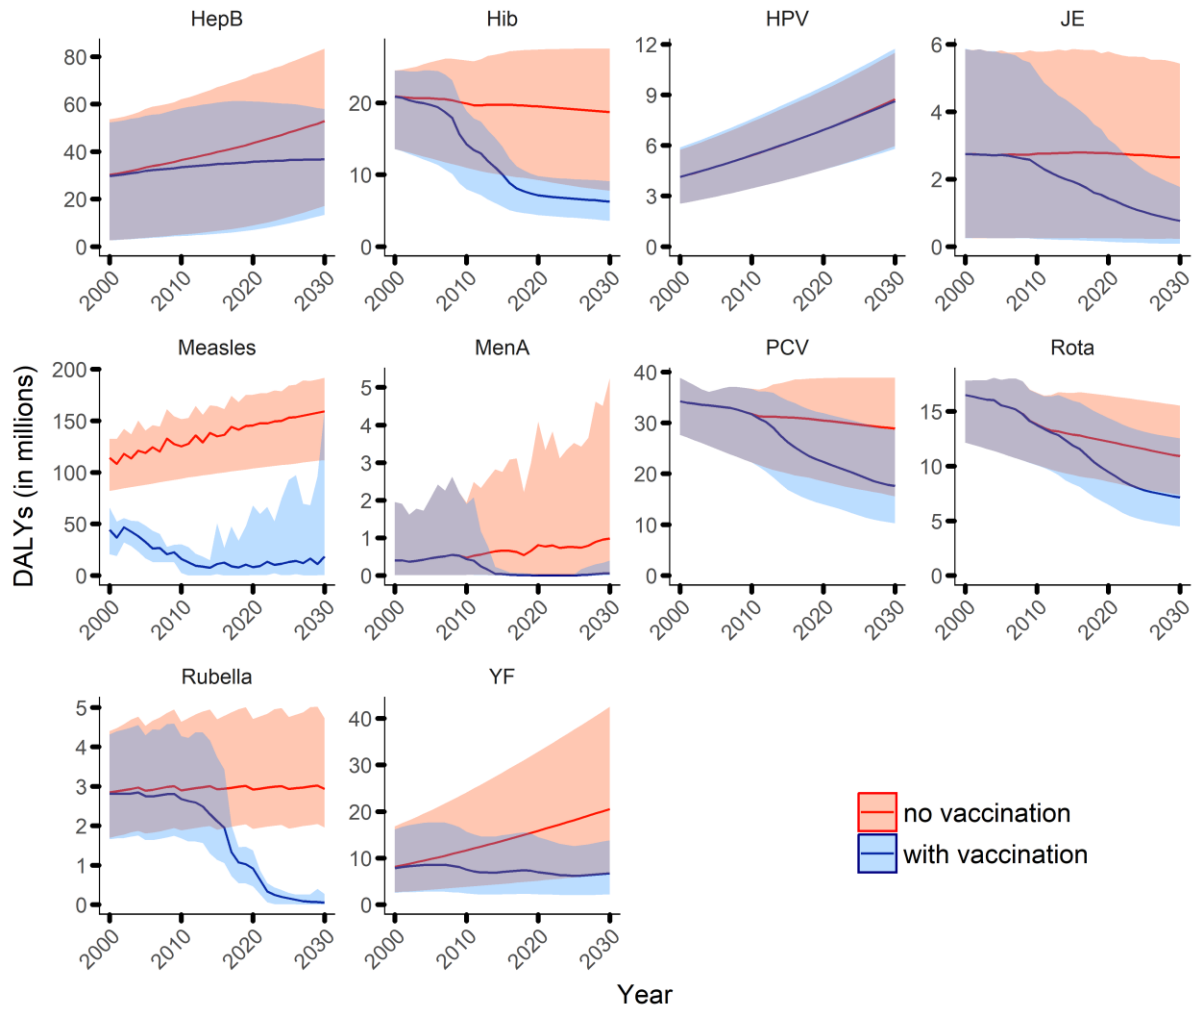 HepB Hib HPV JE
80
60
40
20
0
20
10
0
12
9
6
3
0
6
4
2
0
2000 2010 2020 2030
2000 2010 2020 2030
2000 2010 2020 2030
2000 2010 2020 2030
DALYs (in millions)
Measles MenA PCV Rota
200
150
100
50
0
5
4
3
2
1
0
40
30
20
10
0
15
10
5
0
2000 2010 2020 2030
2000 2010 2020 2030
2000 2010 2020 2030
2000 2010 2020 2030
Rubella YF
5
4
3
2
1
0
40
30
20
10
0
2000 2010 2020 2030
2000 2010 2020 2030
no vaccination
with vaccination
Year